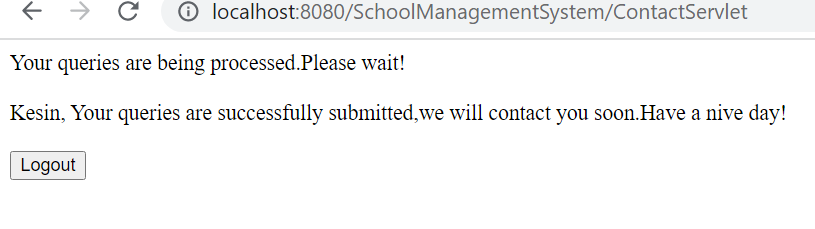 localhost:8080/SchoolManagementSystem/ContactServlet
Your queries are being processed.Please wait!
Kesin, Your queries are successfully submitted,we will contact you soon.Have a nive day!
Logout